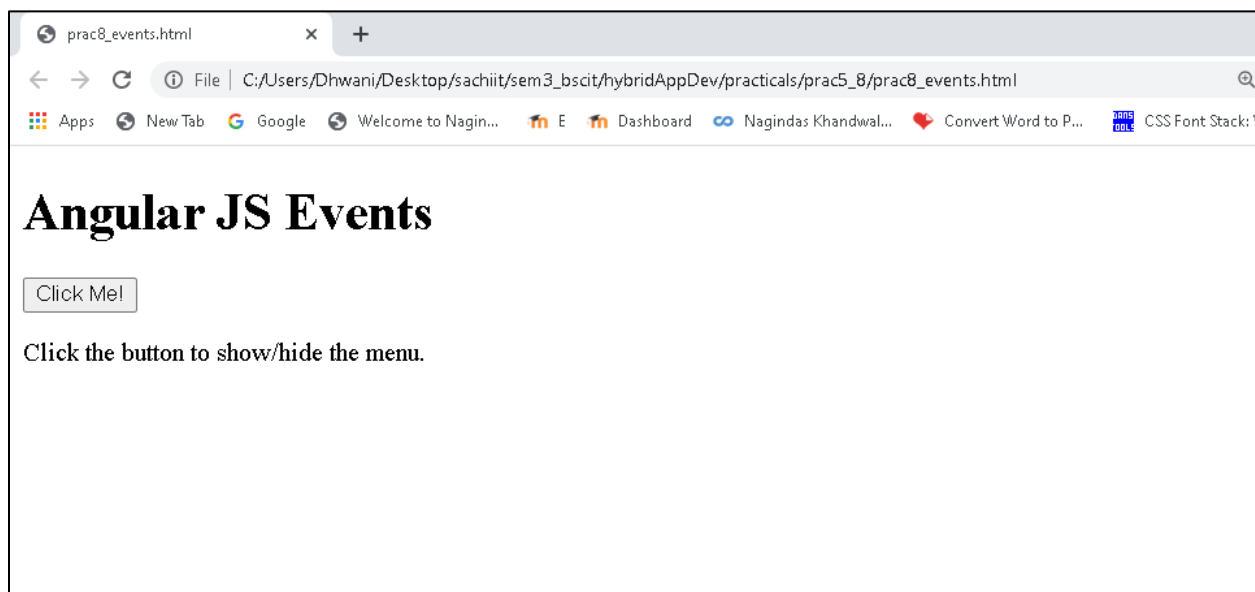 prac8_events.html
File | C:/Users/Dhwani/Desktop/sachiit/sem3_bscit/hybridAppDev/practicals/prac5_8/prac8_events.html
Apps New Tab G Google Welcome to Nagin... E Dashboard Nagindas Khandwal... Convert Word to P... DANS TOOLS CSS Font Stack:
Angular JS Events
Click Me!
Click the button to show/hide the menu.